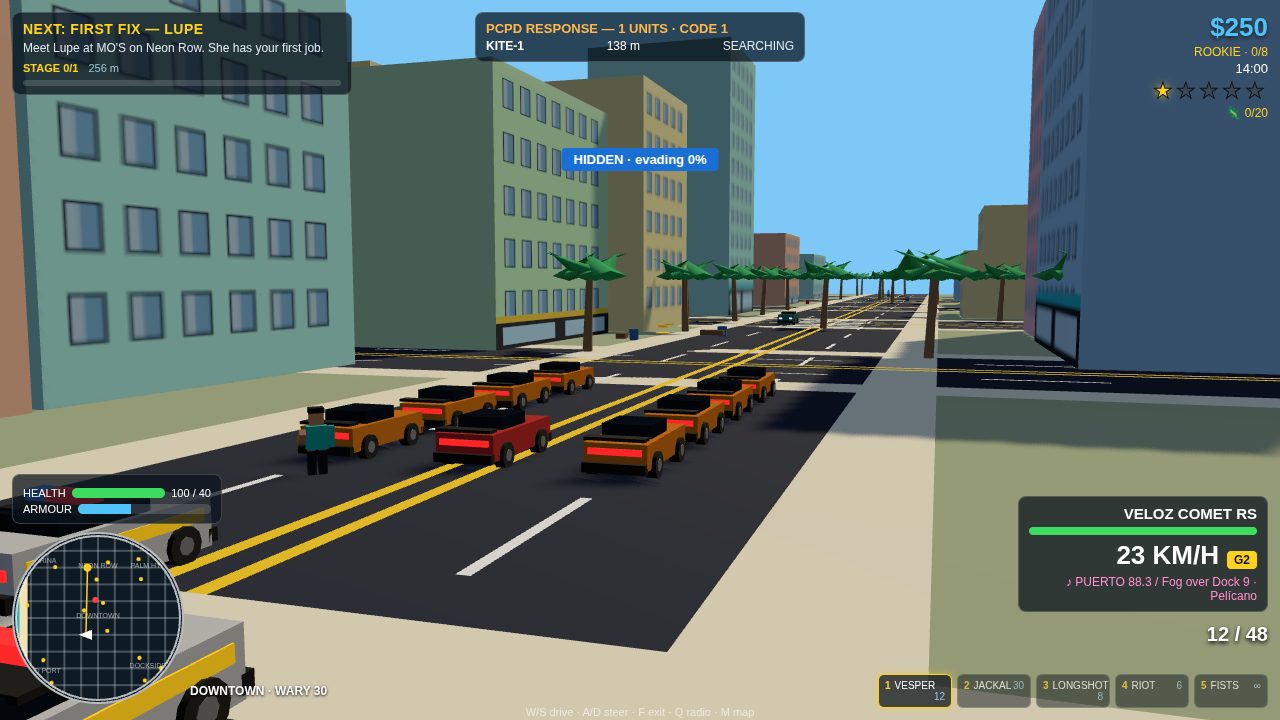 NEXT: FIRST FIX — LUPE
Meet Lupe at MO'S on Neon Row. She has your first job.
STAGE 0/1 256 m
PCPD RESPONSE — 1 UNITS · CODE 1
KITE-1 138 m SEARCHING
HIDDEN · evading 0%
$250
ROOKIE · 0/8
14:00
0/20
HEALTH 100 / 40
ARMOUR
NEON ROW
DOWNTOWN
PORT
DOWNTOWN · WARY 30
VELOZ COMET RS
23 KM/H G2
♪ PUERTO 88.3 / Fog over Dock 9 ·
Pelícano
12 / 48
1 VESPER 12
2 JACKAL 30
3 LONGSHOT 8
4 RIOT 6
5 FISTS ∞
W/S drive · A/D steer · F exit · Q radio · M map